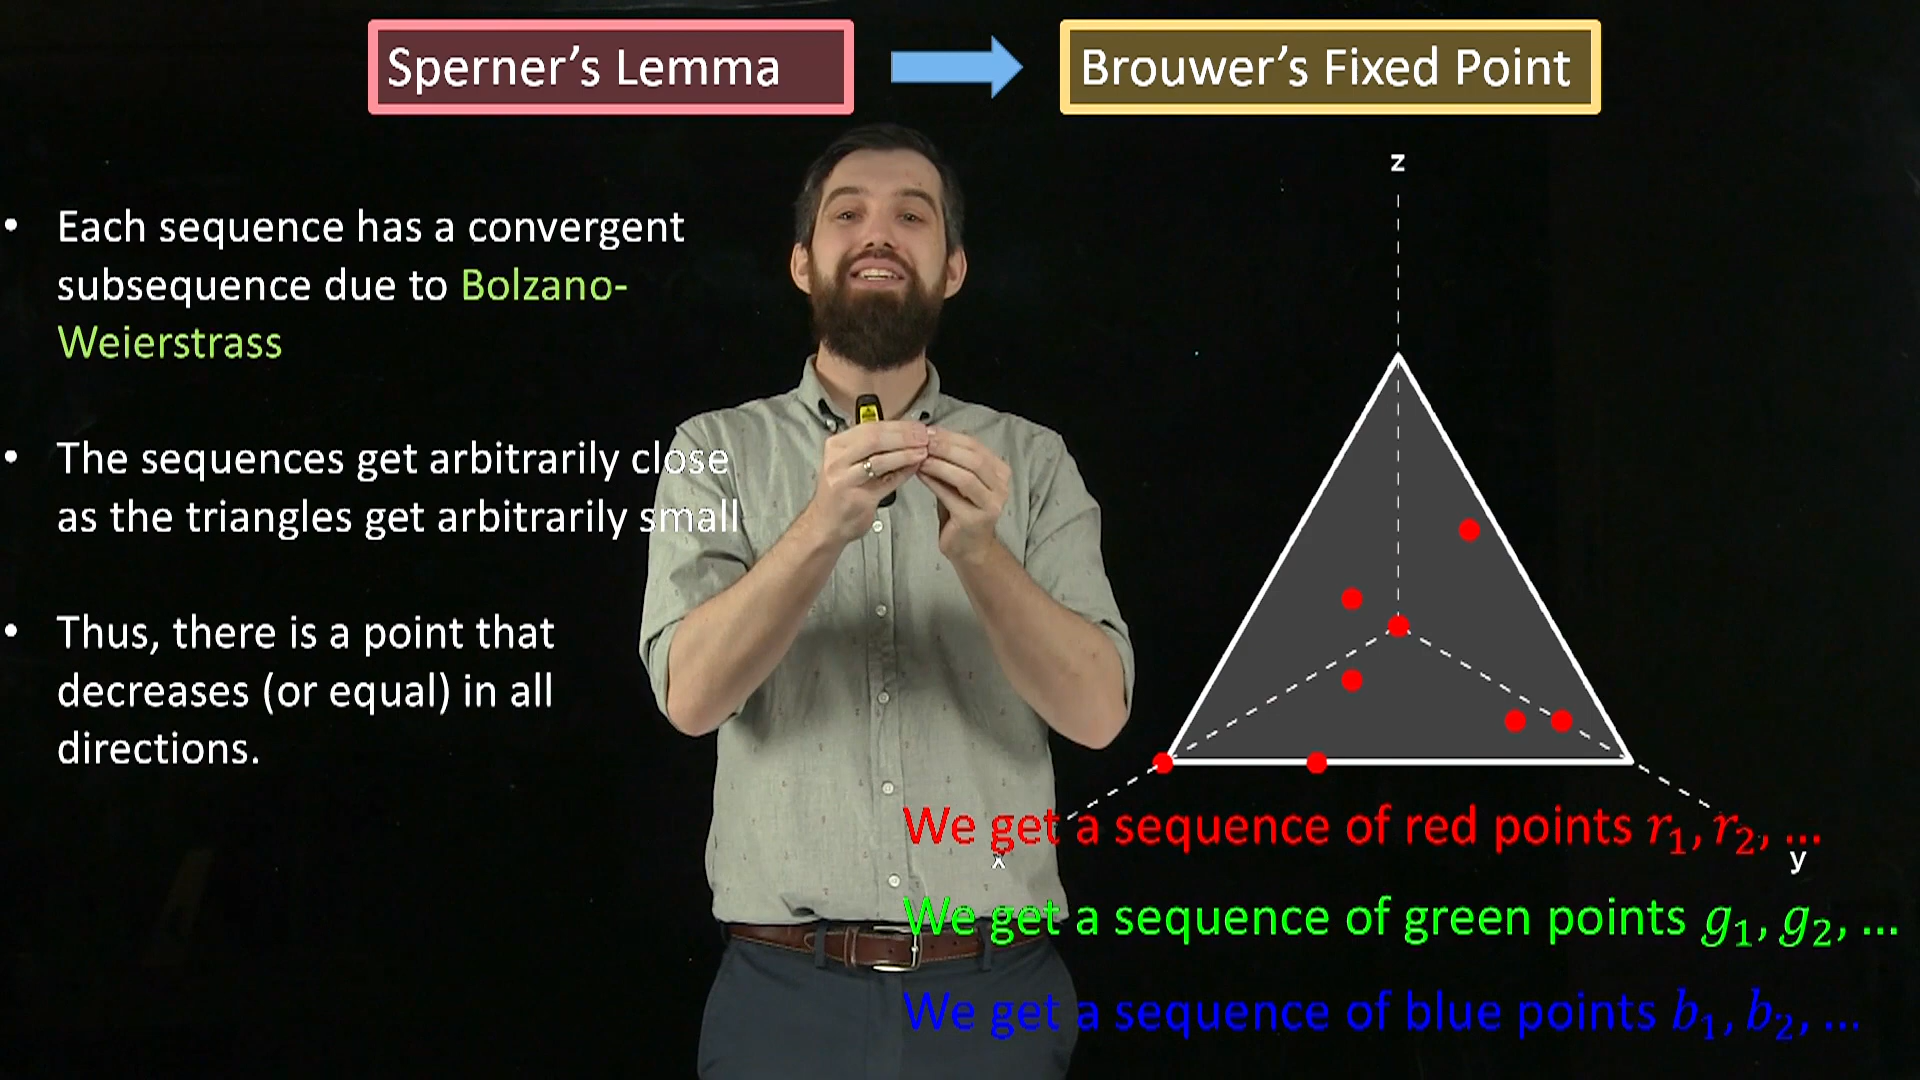 Sperner’s Lemma
Brouwer’s Fixed Point
• Each sequence has a convergent
subsequence due to Bolzano-
Weierstrass
• The sequences get arbitrarily close
as the triangles get arbitrarily small
• Thus, there is a point that
decreases (or equal) in all
directions.
z
We get a sequence of red points r₁, r₂, ...
x
y
We get a sequence of green points g₁, g₂, ...
We get a sequence of blue points b₁, b₂, ...